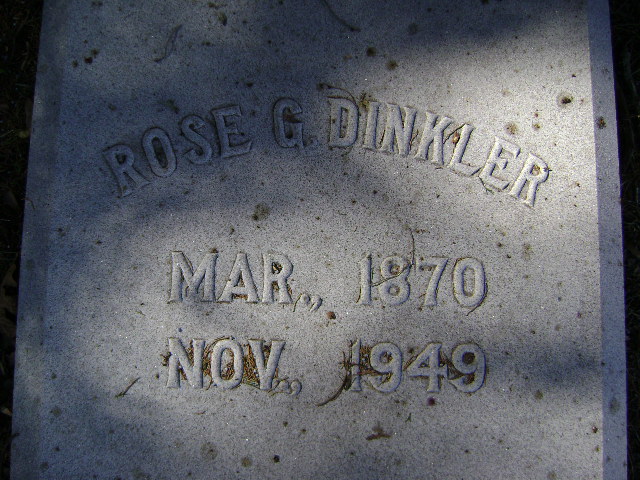 ROSE G. DINKLER
MAR., 1870
NOV., 1949